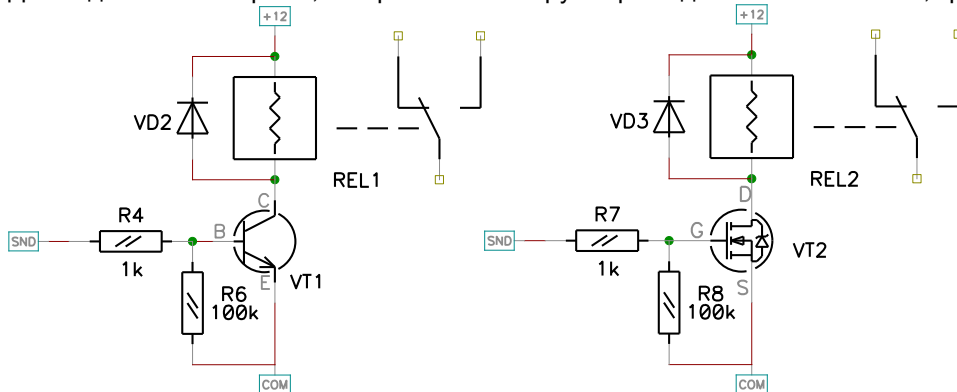 +12
+12
VD2
VD3
REL1
REL2
C
D
R4
R7
SND
B
SND
G
VT1
VT2
1k
1k
E
S
R6
100k
R8
100k
COM
COM